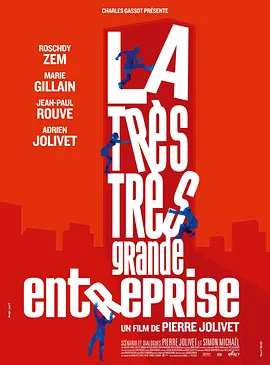 CHARLES GASSOT PRÉSENTE
ROSCHDY
ZEM
MARIE
GILLAIN
JEAN-PAUL
ROUVE
ADRIEN
JOLIVET
LA
TRÈS
TRÈS
GRANDE
entreprise
UN FILM DE PIERRE JOLIVET
SCÉNARIO ET DIALOGUES PIERRE JOLIVET ET SIMON MICHAËL